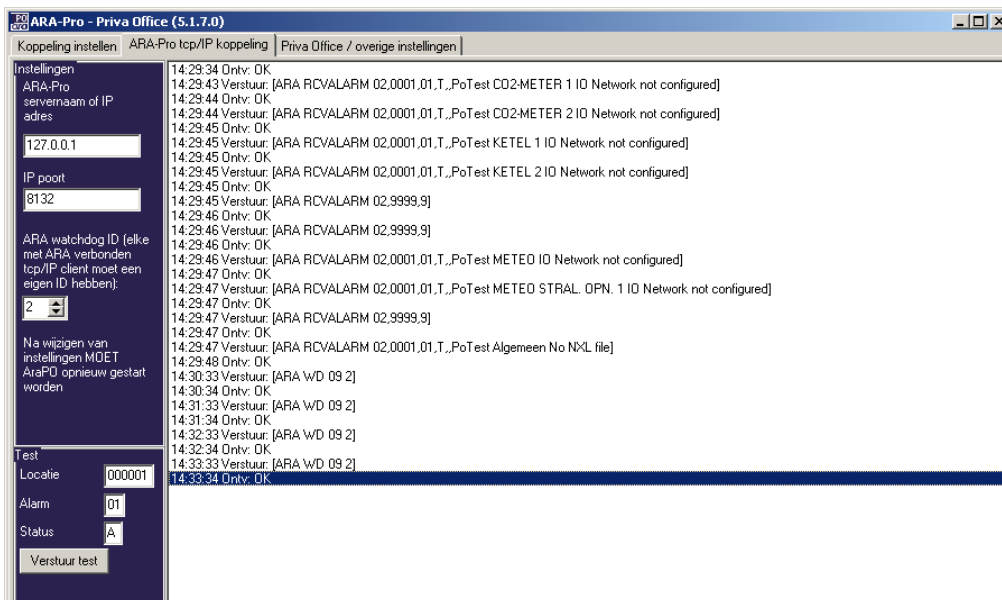 PO ARA ARA-Pro - Priva Office (5.1.7.0)
Koppeling instellen ARA-Pro tcp/IP koppeling Priva Office / overige instellingen
Instellingen
ARA-Pro
servernaam of IP
adres
127.0.0.1
IP poort
8132
ARA watchdog ID (elke
met ARA verbonden
tcp/IP client moet een
eigen ID hebben):
2
Na wijzigen van
instellingen MOET
AraPO opnieuw gestart
worden
Test
Locatie 000001
Alarm 01
Status A
Verstuur test
14:29:34 Ontv: OK
14:29:43 Verstuur: [ARA RCVALARM 02,0001,01,T,,PoTest CO2-METER 1 IO Network not configured]
14:29:44 Ontv: OK
14:29:44 Verstuur: [ARA RCVALARM 02,0001,01,T,,PoTest CO2-METER 2 IO Network not configured]
14:29:45 Ontv: OK
14:29:45 Verstuur: [ARA RCVALARM 02,0001,01,T,,PoTest KETEL 1 IO Network not configured]
14:29:45 Ontv: OK
14:29:45 Verstuur: [ARA RCVALARM 02,0001,01,T,,PoTest KETEL 2 IO Network not configured]
14:29:45 Ontv: OK
14:29:45 Verstuur: [ARA RCVALARM 02,9999,9]
14:29:46 Ontv: OK
14:29:46 Verstuur: [ARA RCVALARM 02,9999,9]
14:29:46 Ontv: OK
14:29:46 Verstuur: [ARA RCVALARM 02,0001,01,T,,PoTest METEO IO Network not configured]
14:29:47 Ontv: OK
14:29:47 Verstuur: [ARA RCVALARM 02,0001,01,T,,PoTest METEO STRAL. OPN. 1 IO Network not configured]
14:29:47 Ontv: OK
14:29:47 Verstuur: [ARA RCVALARM 02,9999,9]
14:29:47 Ontv: OK
14:29:47 Verstuur: [ARA RCVALARM 02,0001,01,T,,PoTest Algemeen No NXL file]
14:29:48 Ontv: OK
14:30:33 Verstuur: [ARA WD 09 2]
14:30:34 Ontv: OK
14:31:33 Verstuur: [ARA WD 09 2]
14:31:34 Ontv: OK
14:32:33 Verstuur: [ARA WD 09 2]
14:32:34 Ontv: OK
14:33:33 Verstuur: [ARA WD 09 2]
14:33:34 Ontv: OK